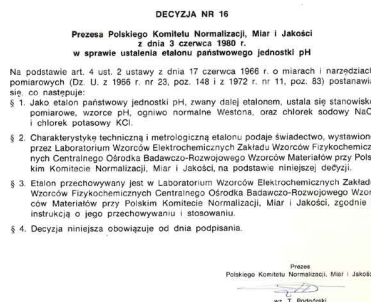 DECYZJA NR 16
Prezesa Polskiego Komitetu Normalizacji, Miar i Jakości
z dnia 3 czerwca 1980 r.
w sprawie ustalenia etalonu państwowego jednostki pH
Na podstawie art. 4 ust. 2 ustawy z dnia 17 czerwca 1966 r. o miarach i narzędziach
pomiarowych (Dz. U. z 1966 r. nr 23, poz. 148 i z 1972 r. nr 11, poz. 83) postanawia
się, co następuje:
§ 1. Jako etalon państwowy jednostki pH, zwany dalej etalonem, ustala się stanowisko
pomiarowe, wzorce pH, ogniwo normalne Westona, oraz chlorek sodowy NaC
i chlorek potasowy KCl.
§ 2. Charakterystykę techniczną i metrologiczną etalonu podaje świadectwo, wystawione
przez Laboratorium Wzorców Elektrochemicznych Zakładu Wzorców Fizykochemicz
nych Centralnego Ośrodka Badawczo-Rozwojowego Wzorców Materiałów przy Pols
kim Komitecie Normalizacji, Miar i Jakości, na podstawie niniejszej decyzji.
§ 3. Etalon przechowywany jest w Laboratorium Wzorców Elektrochemicznych Zakład
Wzorców Fizykochemicznych Centralnego Ośrodka Badawczo-Rozwojowego Wzor
ców Materiałów przy Polskim Komitecie Normalizacji, Miar i Jakości, zgodnie
instrukcją o jego przechowywaniu i stosowaniu.
§ 4. Decyzja niniejsza obowiązuje od dnia podpisania.
Prezes
Polskiego Komitetu Normalizacji, Miar i Jakośc
wz. T. Podgórski